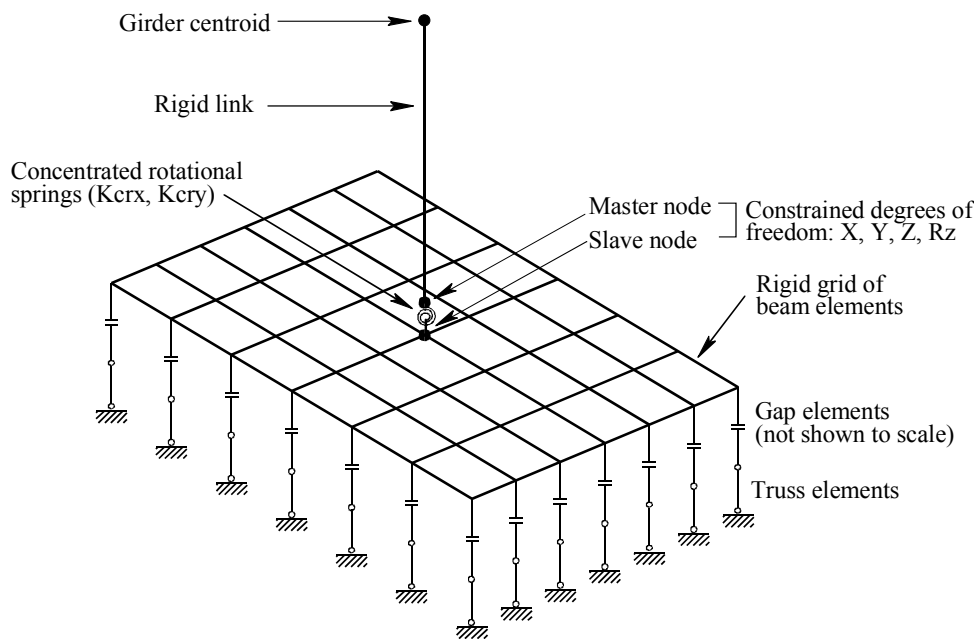 Girder centroid
Rigid link
Concentrated rotational
springs (Kcrx, Kcry)
Master node
Slave node
Constrained degrees of
freedom: X, Y, Z, Rz
Rigid grid of
beam elements
Gap elements
(not shown to scale)
Truss elements